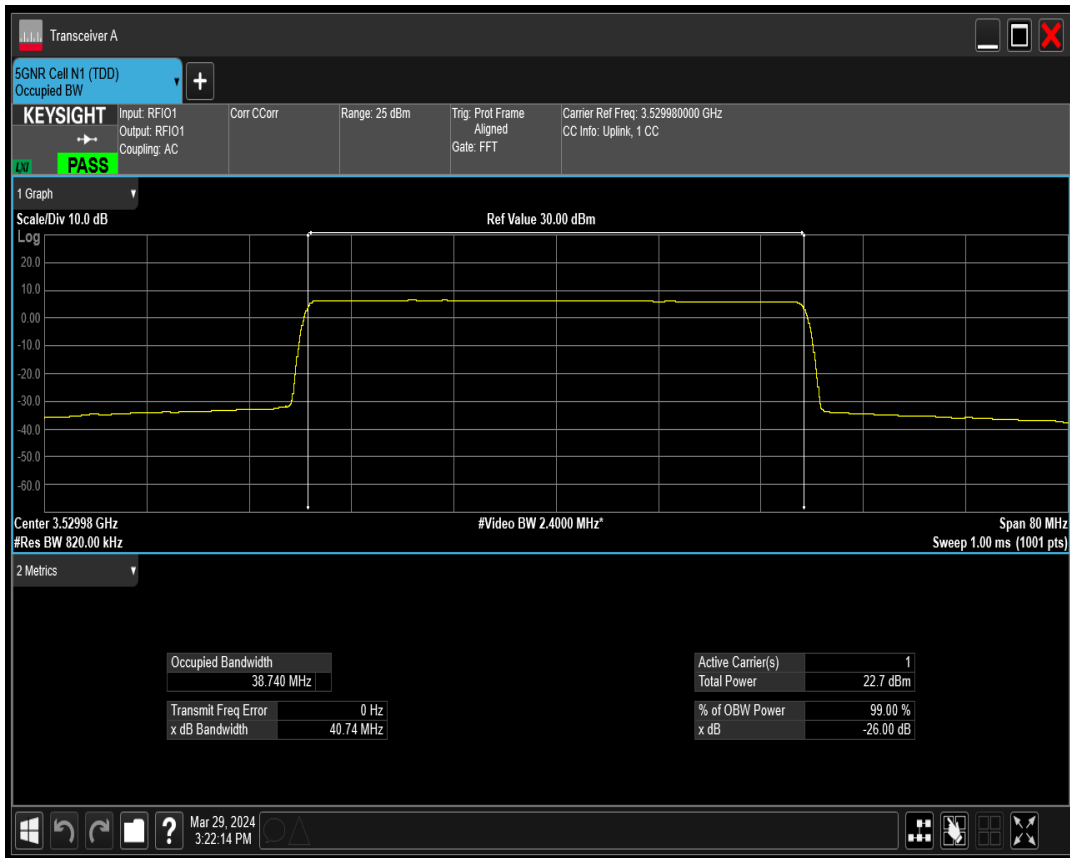 Transceiver A
5GNR Cell N1 (TDD)
Occupied BW
+
KEYSIGHT
LXI
PASS
Input: RFIO1
Output: RFIO1
Coupling: AC
Corr CCorr
Range: 25 dBm
Trig: Prot Frame
Aligned
Gate: FFT
Carrier Ref Freq: 3.529980000 GHz
CC Info: Uplink, 1 CC
1 Graph
Scale/Div 10.0 dB
Ref Value 30.00 dBm
Log
20.0
10.0
0.00
-10.0
-20.0
-30.0
-40.0
-50.0
-60.0
Center 3.52998 GHz
#Video BW 2.4000 MHz*
Span 80 MHz
#Res BW 820.00 kHz
Sweep 1.00 ms (1001 pts)
2 Metrics
Occupied Bandwidth
38.740 MHz
Transmit Freq Error 0 Hz
x dB Bandwidth 40.74 MHz
Active Carrier(s) 1
Total Power 22.7 dBm
% of OBW Power 99.00 %
x dB -26.00 dB
?
Mar 29, 2024
3:22:14 PM